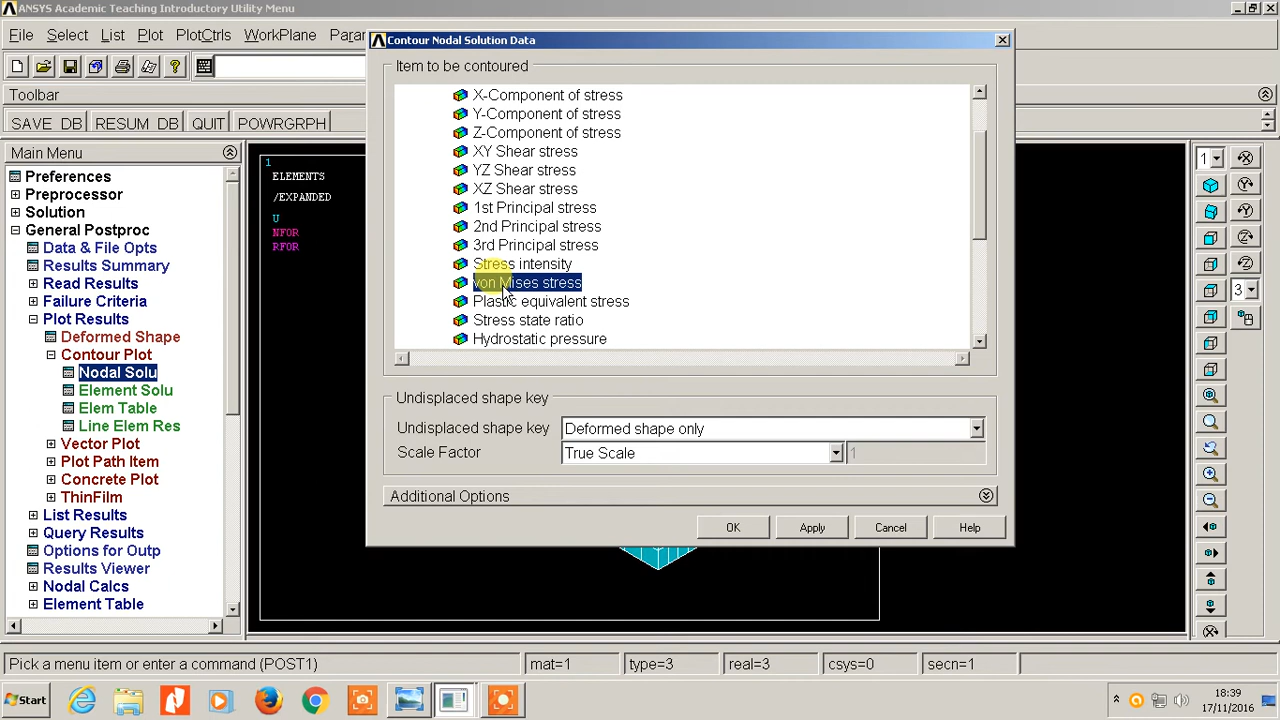 ANSYS Academic Teaching Introductory Utility Menu
File Select List Plot PlotCtrls WorkPlane Para
Toolbar
SAVE_DB RESUM_DB QUIT POWRGRPH
Main Menu
Preferences
Preprocessor
Solution
General Postproc
Data & File Opts
Results Summary
Read Results
Failure Criteria
Plot Results
Deformed Shape
Contour Plot
Nodal Solu
Element Solu
Elem Table
Line Elem Res
Vector Plot
Plot Path Item
Concrete Plot
ThinFilm
List Results
Query Results
Options for Outp
Results Viewer
Nodal Calcs
Element Table
1
ELEMENTS
/EXPANDED
U
NFOR
RFOR
Contour Nodal Solution Data
Item to be contoured
X-Component of stress
Y-Component of stress
Z-Component of stress
XY Shear stress
YZ Shear stress
XZ Shear stress
1st Principal stress
2nd Principal stress
3rd Principal stress
Stress intensity
von Mises stress
Plastic equivalent stress
Stress state ratio
Hydrostatic pressure
Undisplaced shape key
Undisplaced shape key Deformed shape only
Scale Factor True Scale 1
Additional Options
OK Apply Cancel Help
1
3
Pick a menu item or enter a command (POST1) mat=1 type=3 real=3 csys=0 secn=1
Start
18:39
17/11/2016